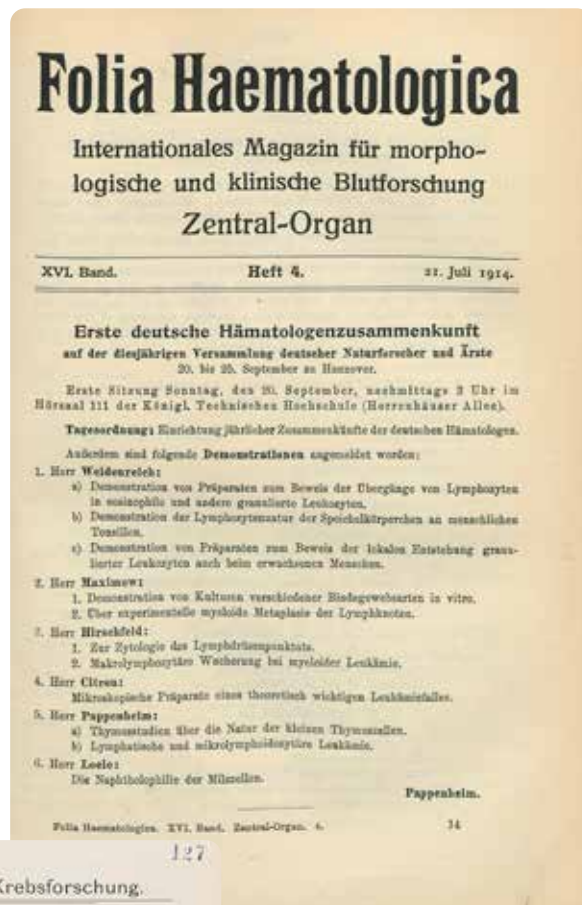 Folia Haematologica
Internationales Magazin für morpho-
logische und klinische Blutforschung
Zentral-Organ
XVI. Band. Heft 4. 21. Juli 1914.
Erste deutsche Hämatologenzusammenkunft
auf der diesjährigen Versammlung deutscher Naturforscher und Ärzte
20. bis 25. September zu Hannover.
Erste Sitzung Sonntag, den 20. September, nachmittags 3 Uhr im
Hörsaal 111 der Königl. Technischen Hochschule (Herrenhäuser Allee).
Tagesordnung: Einrichtung jährlicher Zusammenkünfte der deutschen Hämatologen.
Außerdem sind folgende Demonstrationen angemeldet worden:
1. Herr Weidenreich:
a) Demonstration von Präparaten zum Beweis der Übergänge von Lymphozyten
in eosinophile und andere granulierte Leukozyten.
b) Demonstration der Lymphozytennatur der Speichelkörperchen an menschlichen
Tonsillen.
c) Demonstration von Präparaten zum Beweis der lokalen Entstehung granu-
lierter Leukozyten auch beim erwachsenen Menschen.
2. Herr Maximow:
1. Demonstration von Kulturen verschiedener Bindegewebsarten in vitro.
2. Über experimentelle myeloide Metaplasie der Lymphknoten.
3. Herr Hirschfeld:
1. Zur Zytologie des Lymphdrüsenpunktats.
2. Makrolymphozytäre Wucherung bei myeloider Leukämie.
4. Herr Citron:
Mikroskopische Präparate eines theoretisch wichtigen Leukämiefalles.
5. Herr Pappenheim:
a) Thymusstudien über die Natur der kleinen Thymuszellen.
b) Lymphatische und mikrolymphoidozytäre Leukämie.
6. Herr Loele:
Die Naphtholophilie der Milzzellen.
Pappenheim.
Folia Haematologica. XVI. Band. Zentral-Organ. 4. 34
127
Krebsforschung.